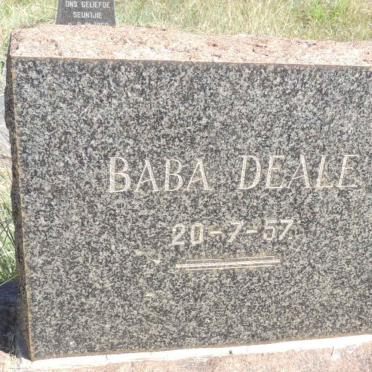 ONS GELIEFDE
SEUNTJIE
BABA DEALE
20-7-57